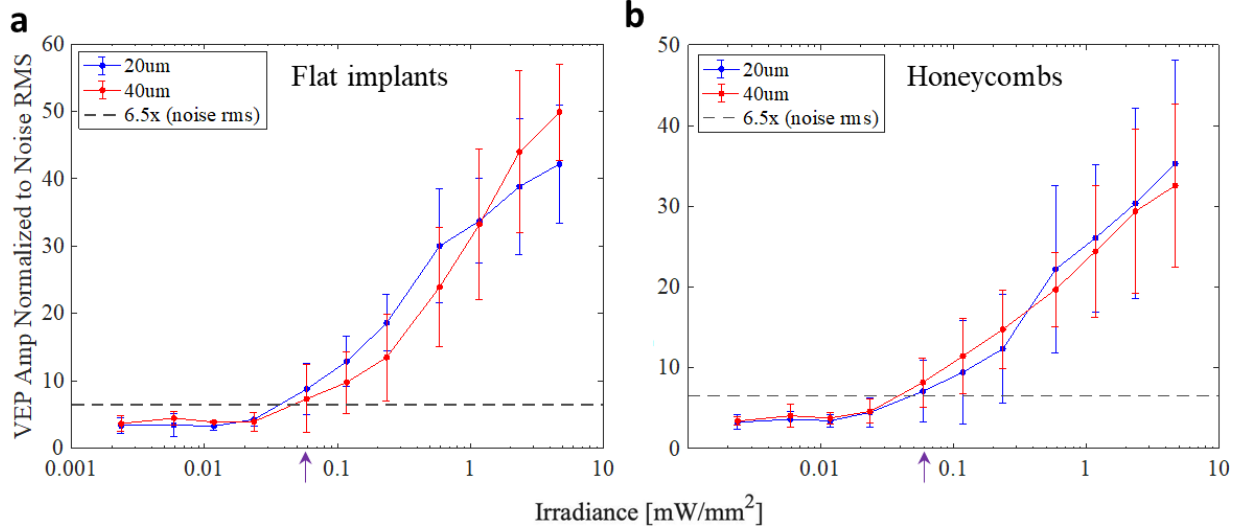 a
b
60
50
40
30
20
10
0
VEP Amp Normalized to Noise RMS
20um
40um
6.5x (noise rms)
Flat implants
0.001
0.01
0.1
1
10
50
40
30
20
10
0
20um
40um
6.5x (noise rms)
Honeycombs
0.01
0.1
1
10
Irradiance [mW/mm²]